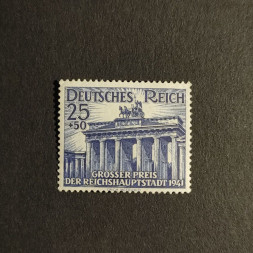 DEUTSCHES REICH
25
+50
GROSSER PREIS
DER REICHSHAUPTSTADT 1941